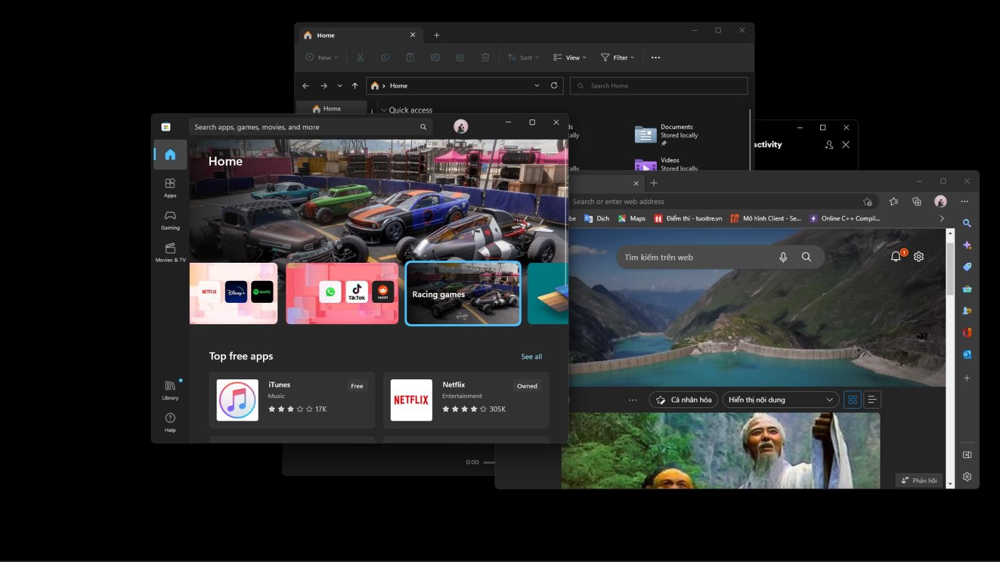 Home
New
Sort
View
Filter
Home
Search Home
Home
Quick access
Documents
Stored locally
Videos
Stored locally
Search apps, games, movies, and more
Home
Apps
Gaming
Movies & TV
Library
Help
NETFLIX
Disney+
Spotify
TikTok
reddit
Racing games
Top free apps
See all
iTunes
Free
Music
17K
NETFLIX
Netflix
Owned
Entertainment
305K
0:00
activity
Search or enter web address
Dịch
Maps
Điểm thi - tuoitre.vn
Mô hình Client - Se...
Online C++ Compil...
Tìm kiếm trên web
1
Cá nhân hóa
Hiển thị nội dung
Phản hồi